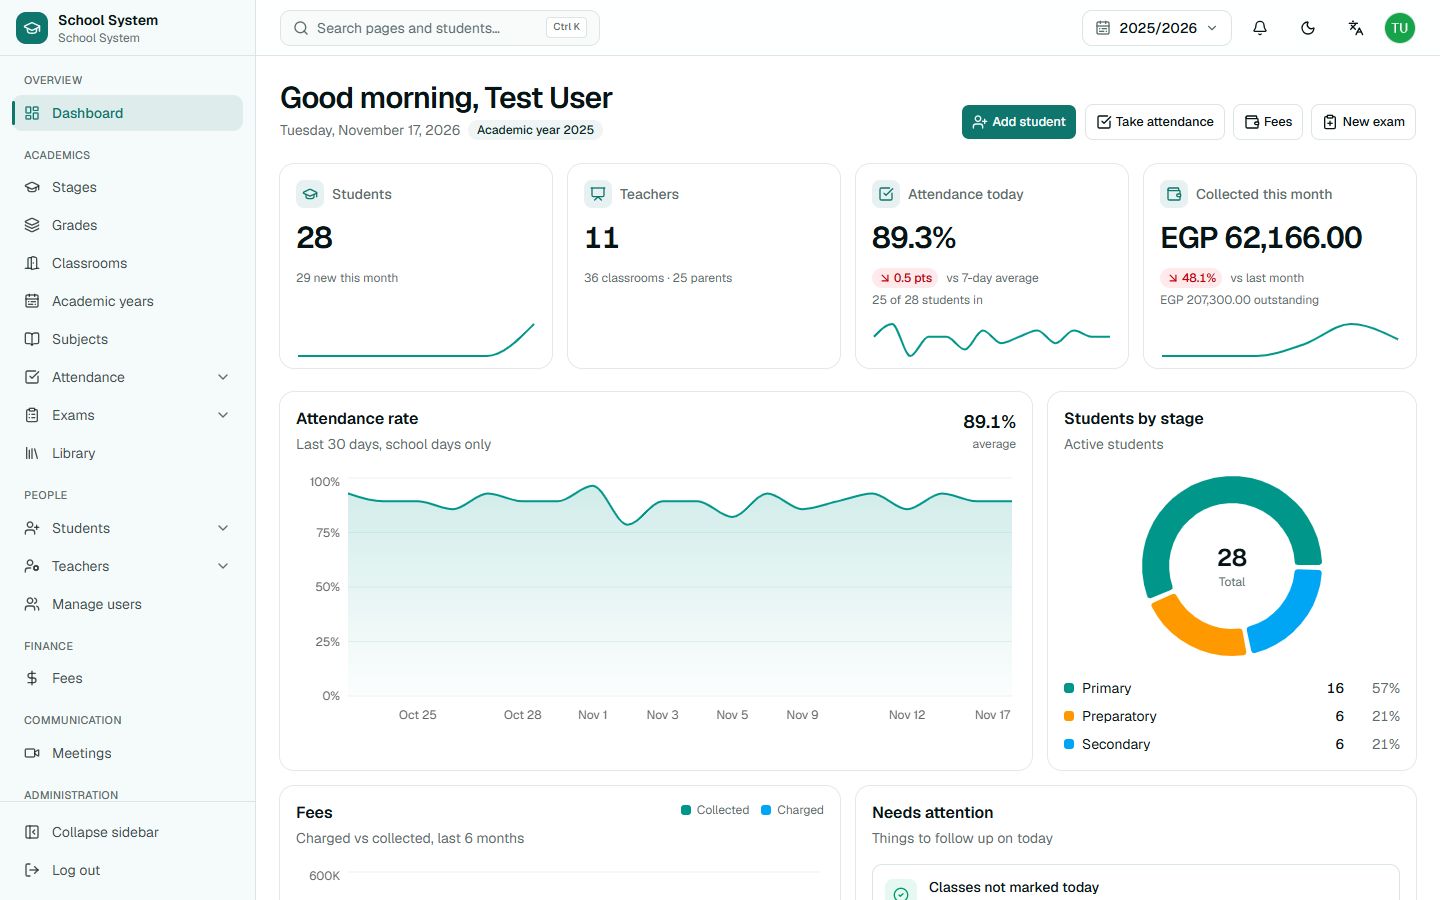 School System
School System
Search pages and students...
Ctrl K
2025/2026
TU
OVERVIEW
Dashboard
ACADEMICS
Stages
Grades
Classrooms
Academic years
Subjects
Attendance
Exams
Library
PEOPLE
Students
Teachers
Manage users
FINANCE
Fees
COMMUNICATION
Meetings
ADMINISTRATION
Collapse sidebar
Log out
Good morning, Test User
Tuesday, November 17, 2026
Academic year 2025
Add student
Take attendance
Fees
New exam
Students
28
29 new this month
Teachers
11
36 classrooms · 25 parents
Attendance today
89.3%
0.5 pts vs 7-day average
25 of 28 students in
Collected this month
EGP 62,166.00
48.1% vs last month
EGP 207,300.00 outstanding
Attendance rate
Last 30 days, school days only
89.1%
average
100%
75%
50%
25%
0%
Oct 25 Oct 28 Nov 1 Nov 3 Nov 5 Nov 9 Nov 12 Nov 17
Students by stage
Active students
28
Total
Primary 16 57%
Preparatory 6 21%
Secondary 6 21%
Fees
Charged vs collected, last 6 months
Collected Charged
600K
Needs attention
Things to follow up on today
Classes not marked today